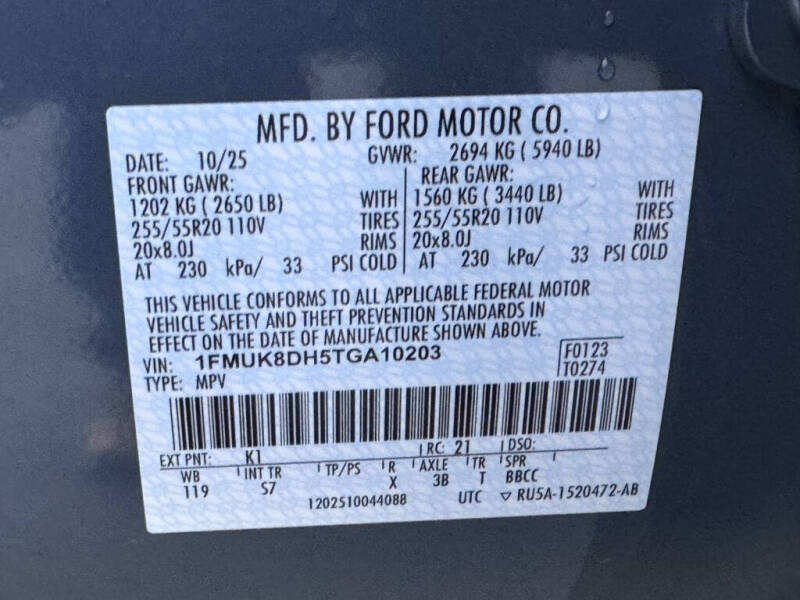 MFD. BY FORD MOTOR CO.
DATE: 10/25 GVWR: 2694 KG ( 5940 LB)
FRONT GAWR: REAR GAWR:
1202 KG ( 2650 LB) WITH 1560 KG ( 3440 LB) WITH
255/55R20 110V TIRES 255/55R20 110V TIRES
20x8.0J RIMS 20x8.0J RIMS
AT 230 kPa/ 33 PSI COLD AT 230 kPa/ 33 PSI COLD
THIS VEHICLE CONFORMS TO ALL APPLICABLE FEDERAL MOTOR
VEHICLE SAFETY AND THEFT PREVENTION STANDARDS IN
EFFECT ON THE DATE OF MANUFACTURE SHOWN ABOVE.
VIN: 1FMUK8DH5TGA10203 F0123
TYPE: MPV T0274
EXT PNT: K1 RC: 21 DSO:
WB INT TR TP/PS R AXLE TR SPR
119 S7 X 3B T BBCC
1202510044088 UTC ▽ RU5A-1520472-AB